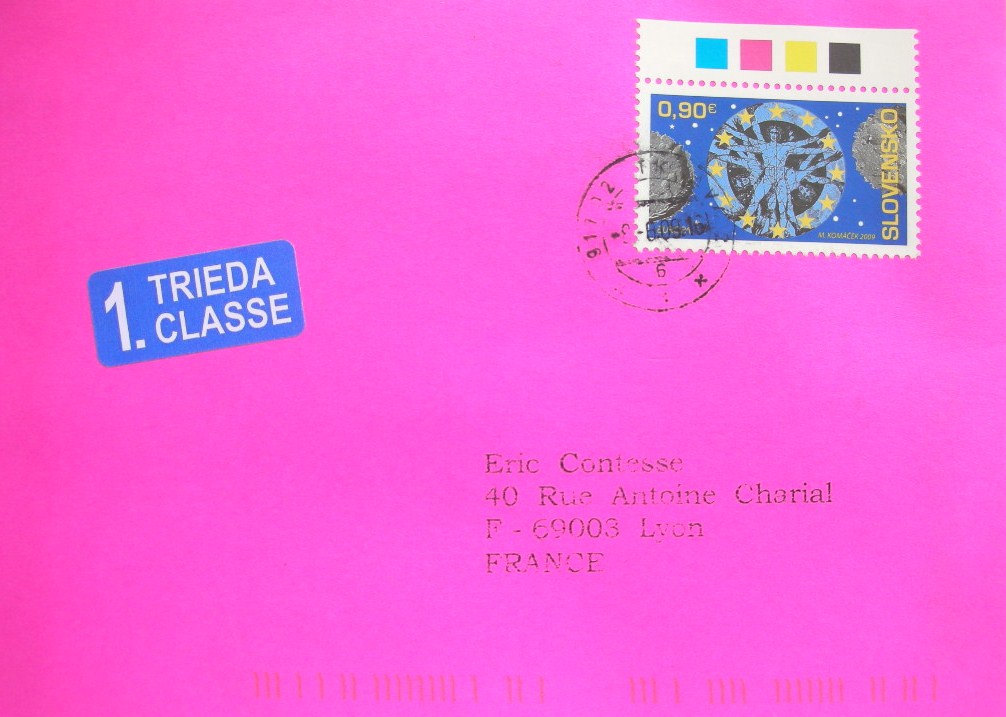 0,90€
SLOVENSKO
M. KOMÁČEK 2009
1. TRIEDA
CLASSE
Eric Contesse
40 Rue Antoine Charial
F - 69003 Lyon
FRANCE